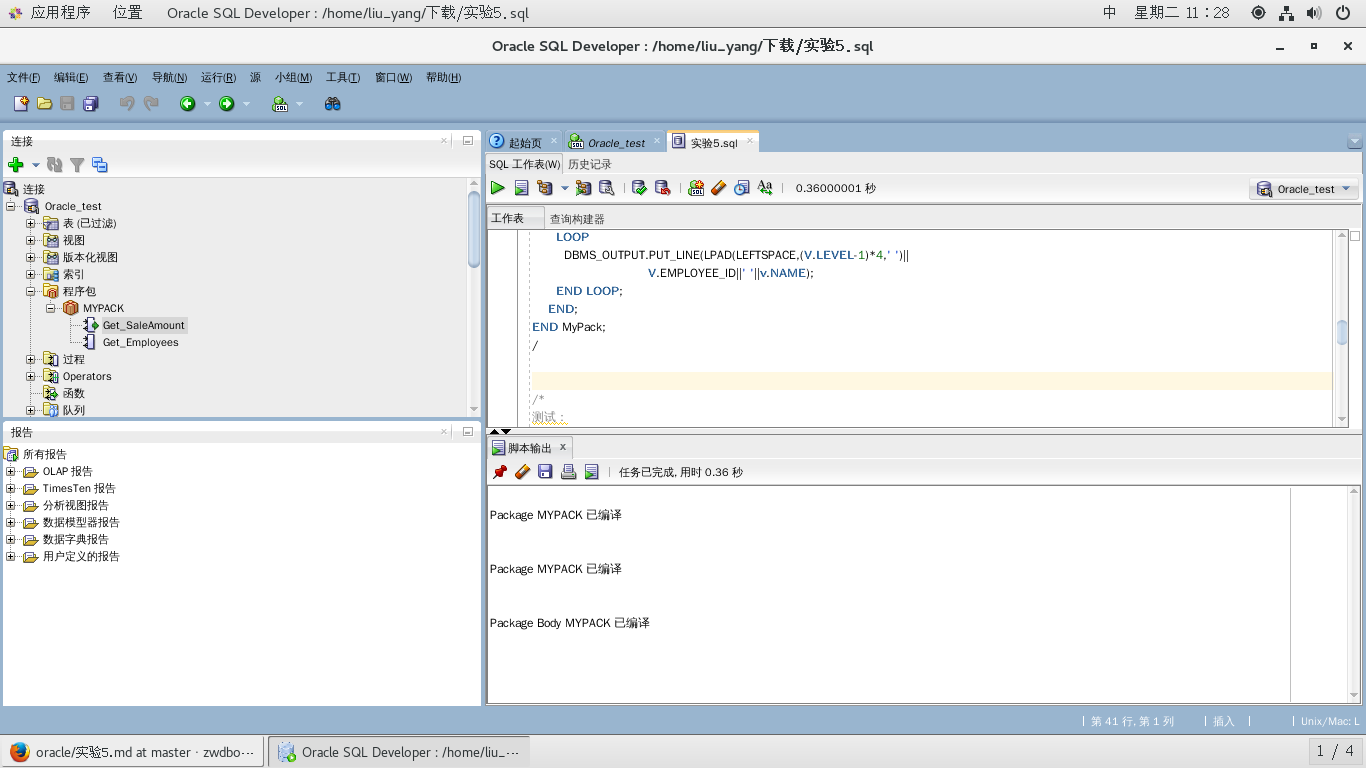 应用程序 位置 Oracle SQL Developer : /home/liu_yang/下载/实验5.sql 中 星期二 11：28
Oracle SQL Developer : /home/liu_yang/下载/实验5.sql
文件(F) 编辑(E) 查看(V) 导航(N) 运行(R) 源 小组(M) 工具(T) 窗口(W) 帮助(H)
连接
连接
Oracle_test
表 (已过滤)
视图
版本化视图
索引
程序包
MYPACK
Get_SaleAmount
Get_Employees
过程
Operators
函数
队列
报告
所有报告
OLAP 报告
TimesTen 报告
分析视图报告
数据模型器报告
数据字典报告
用户定义的报告
起始页 Oracle_test 实验5.sql
SQL 工作表(W) 历史记录
0.36000001 秒 Oracle_test
工作表 查询构建器
LOOP
DBMS_OUTPUT.PUT_LINE(LPAD(LEFTSPACE,(V.LEVEL-1)*4,' ')||
V.EMPLOYEE_ID||' '||v.NAME);
END LOOP;
END;
END MyPack;
/
/*
测试：
脚本输出 x
任务已完成, 用时 0.36 秒
Package MYPACK 已编译
Package MYPACK 已编译
Package Body MYPACK 已编译
第 41 行, 第 1 列 插入 Unix/Mac: L
oracle/实验5.md at master · zwdbo··· Oracle SQL Developer : /home/liu_··· 1 / 4